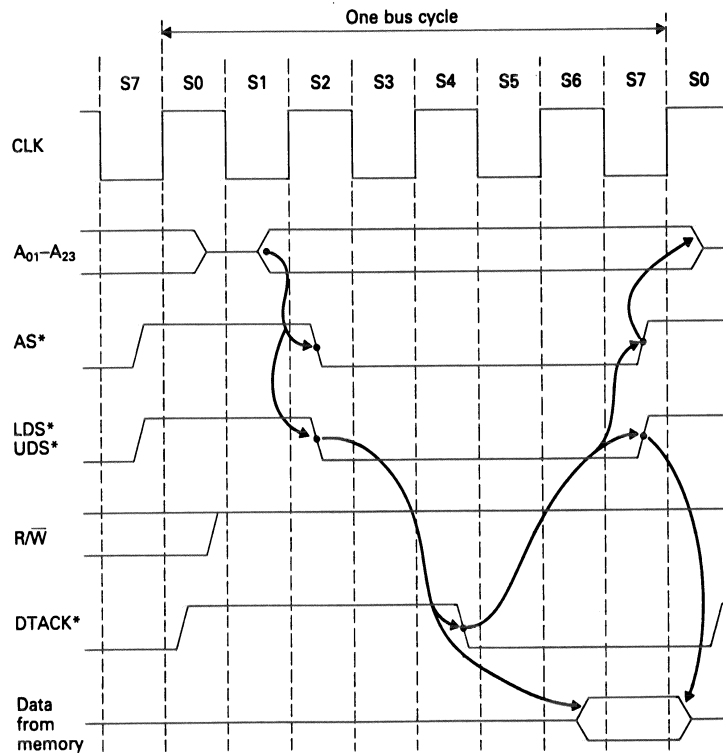 One bus cycle
S7 S0 S1 S2 S3 S4 S5 S6 S7 S0
CLK
A₀₁–A₂₃
AS*
LDS*
UDS*
R/W̅
DTACK*
Data
from
memory